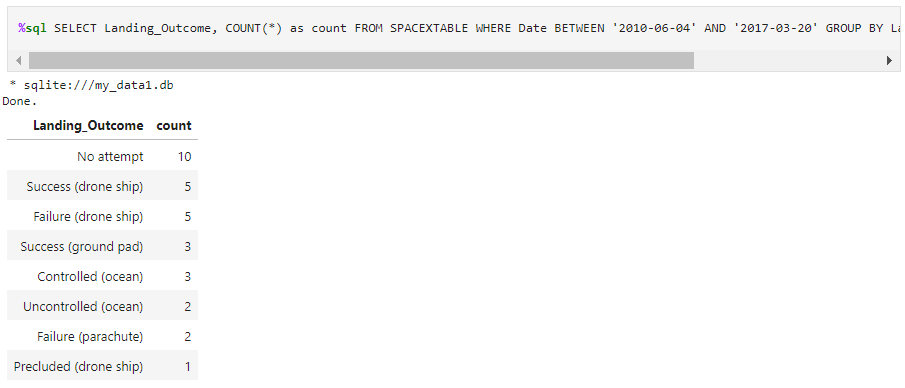 %sql SELECT Landing_Outcome, COUNT(*) as count FROM SPACEXTABLE WHERE Date BETWEEN '2010-06-04' AND '2017-03-20' GROUP BY La
* sqlite:///my_data1.db
Done.
Landing_Outcome count
No attempt 10
Success (drone ship) 5
Failure (drone ship) 5
Success (ground pad) 3
Controlled (ocean) 3
Uncontrolled (ocean) 2
Failure (parachute) 2
Precluded (drone ship) 1